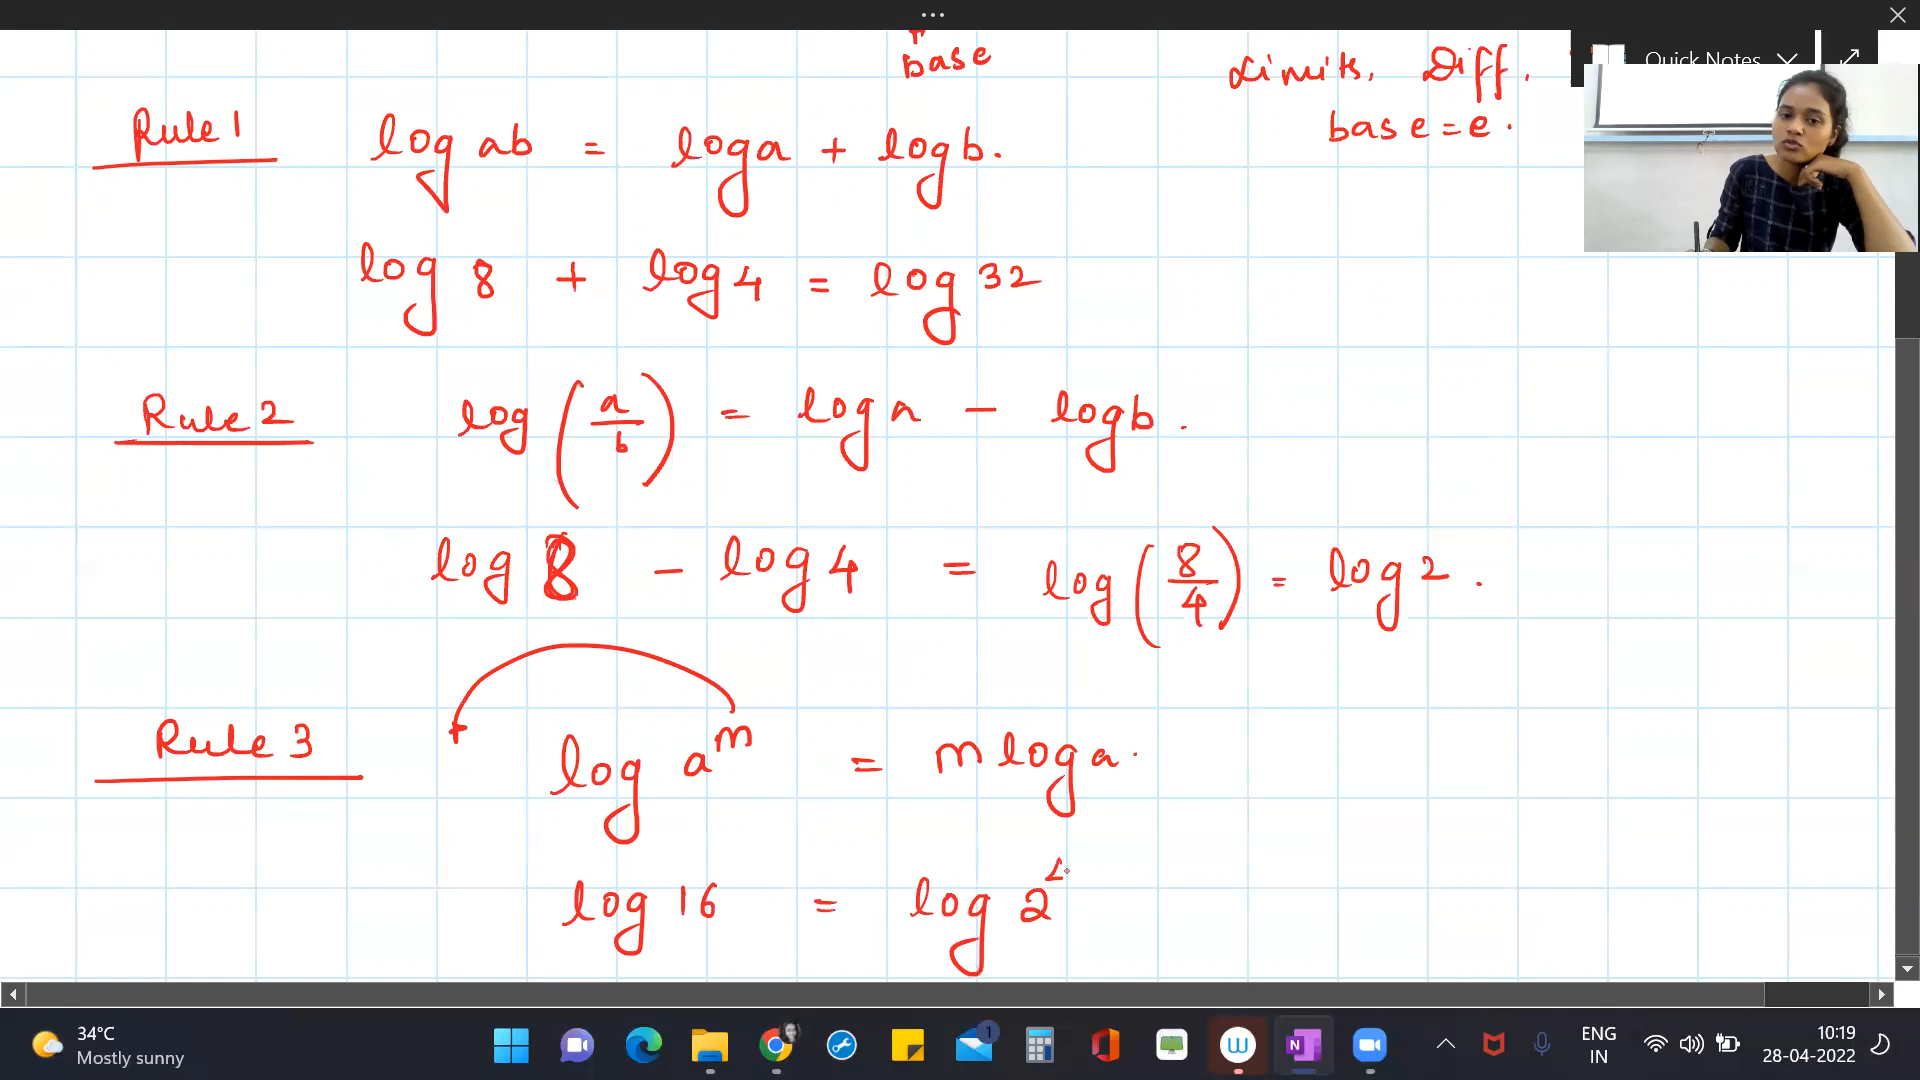 ...
base
Limits, Diff.
base = e.
Quick Notes
Rule 1 log ab = log a + log b.
log 8 + log 4 = log 32
Rule 2 log (a/b) = log a - log b.
log 8 - log 4 = log (8/4) = log 2.
Rule 3 log a^m = m log a.
log 16 = log 2
34°C
Mostly sunny
1
ENG
IN
10:19
28-04-2022